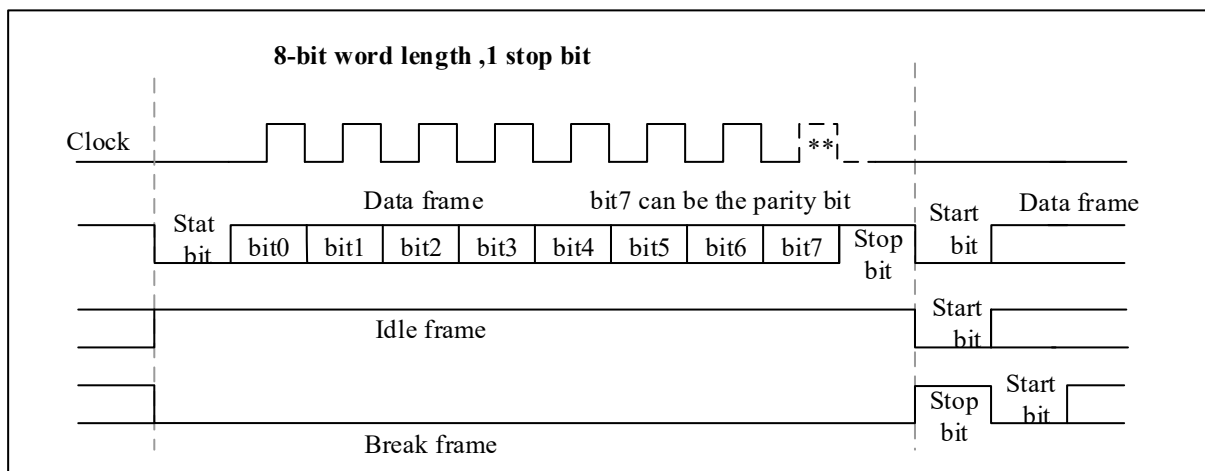 8-bit word length ,1 stop bit
Clock
**
Data frame
bit7 can be the parity bit
Stat
bit
bit0
bit1
bit2
bit3
bit4
bit5
bit6
bit7
Stop
bit
Start
bit
Data frame
Idle frame
Start
bit
Break frame
Stop
bit
Start
bit